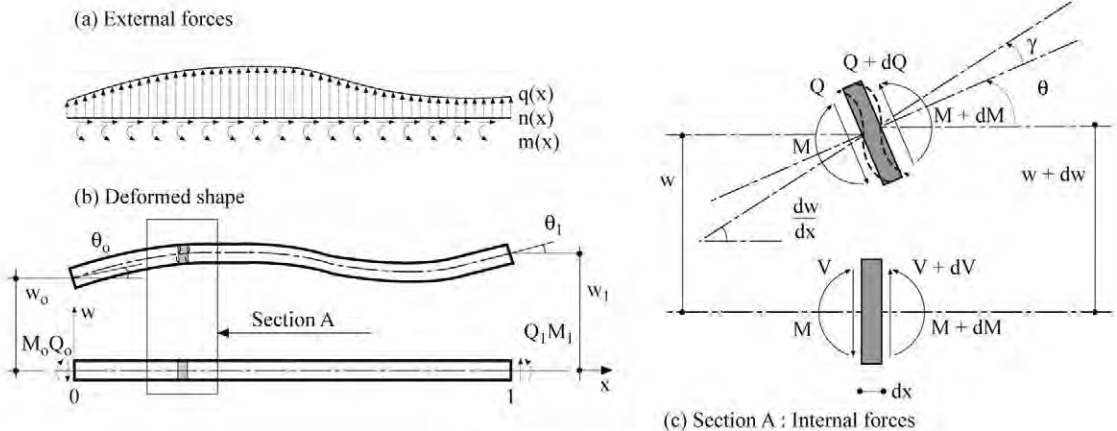 (a) External forces
q(x)
n(x)
m(x)
(b) Deformed shape
θo
θ1
wo
w
w1
Section A
MoQo
Q1M1
0
1
x
Q + dQ
Q
γ
θ
M
M + dM
w
w + dw
dw
dx
V
V + dV
M
M + dM
dx
(c) Section A : Internal forces